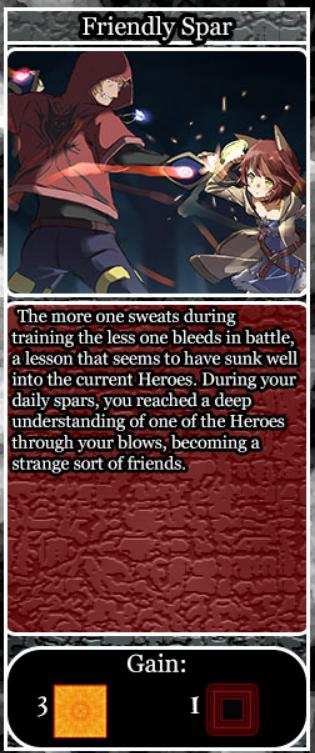 Friendly Spar
The more one sweats during
training the less one bleeds in battle,
a lesson that seems to have sunk well
into the current Heroes. During your
daily spars, you reached a deep
understanding of one of the Heroes
through your blows, becoming a
strange sort of friends.
Gain:
3 1